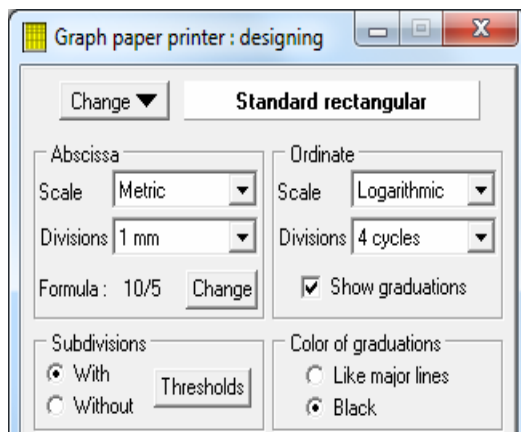 Graph paper printer : designing
Change
Standard rectangular
Abscissa
Scale Metric
Divisions 1 mm
Formula : 10/5 Change
Ordinate
Scale Logarithmic
Divisions 4 cycles
Show graduations
Subdivisions
With
Without
Thresholds
Color of graduations
Like major lines
Black